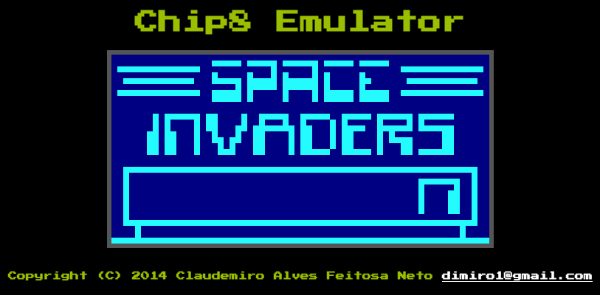 Chip8 Emulator
SPACE
INVADERS
Copyright (C) 2014 Claudemiro Alves Feitosa Neto dimiro1@gmail.com